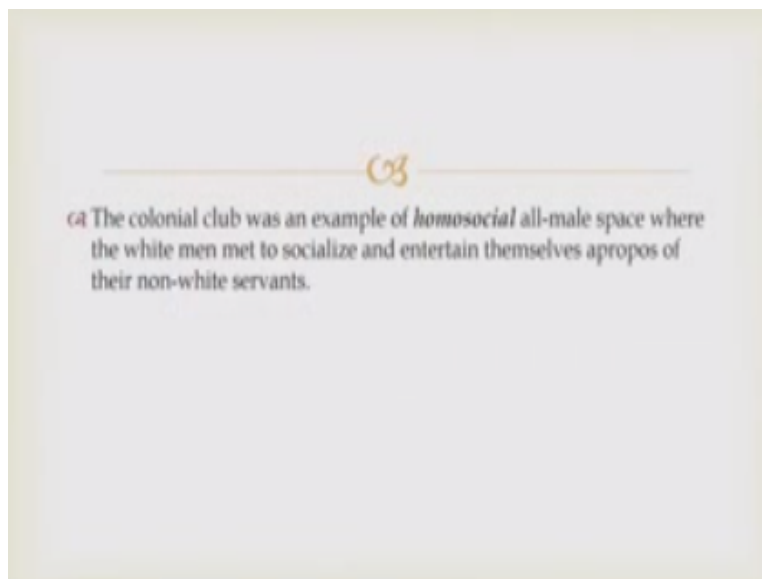 The colonial club was an example of homosocial all-male space where
the white men met to socialize and entertain themselves apropos of
their non-white servants.